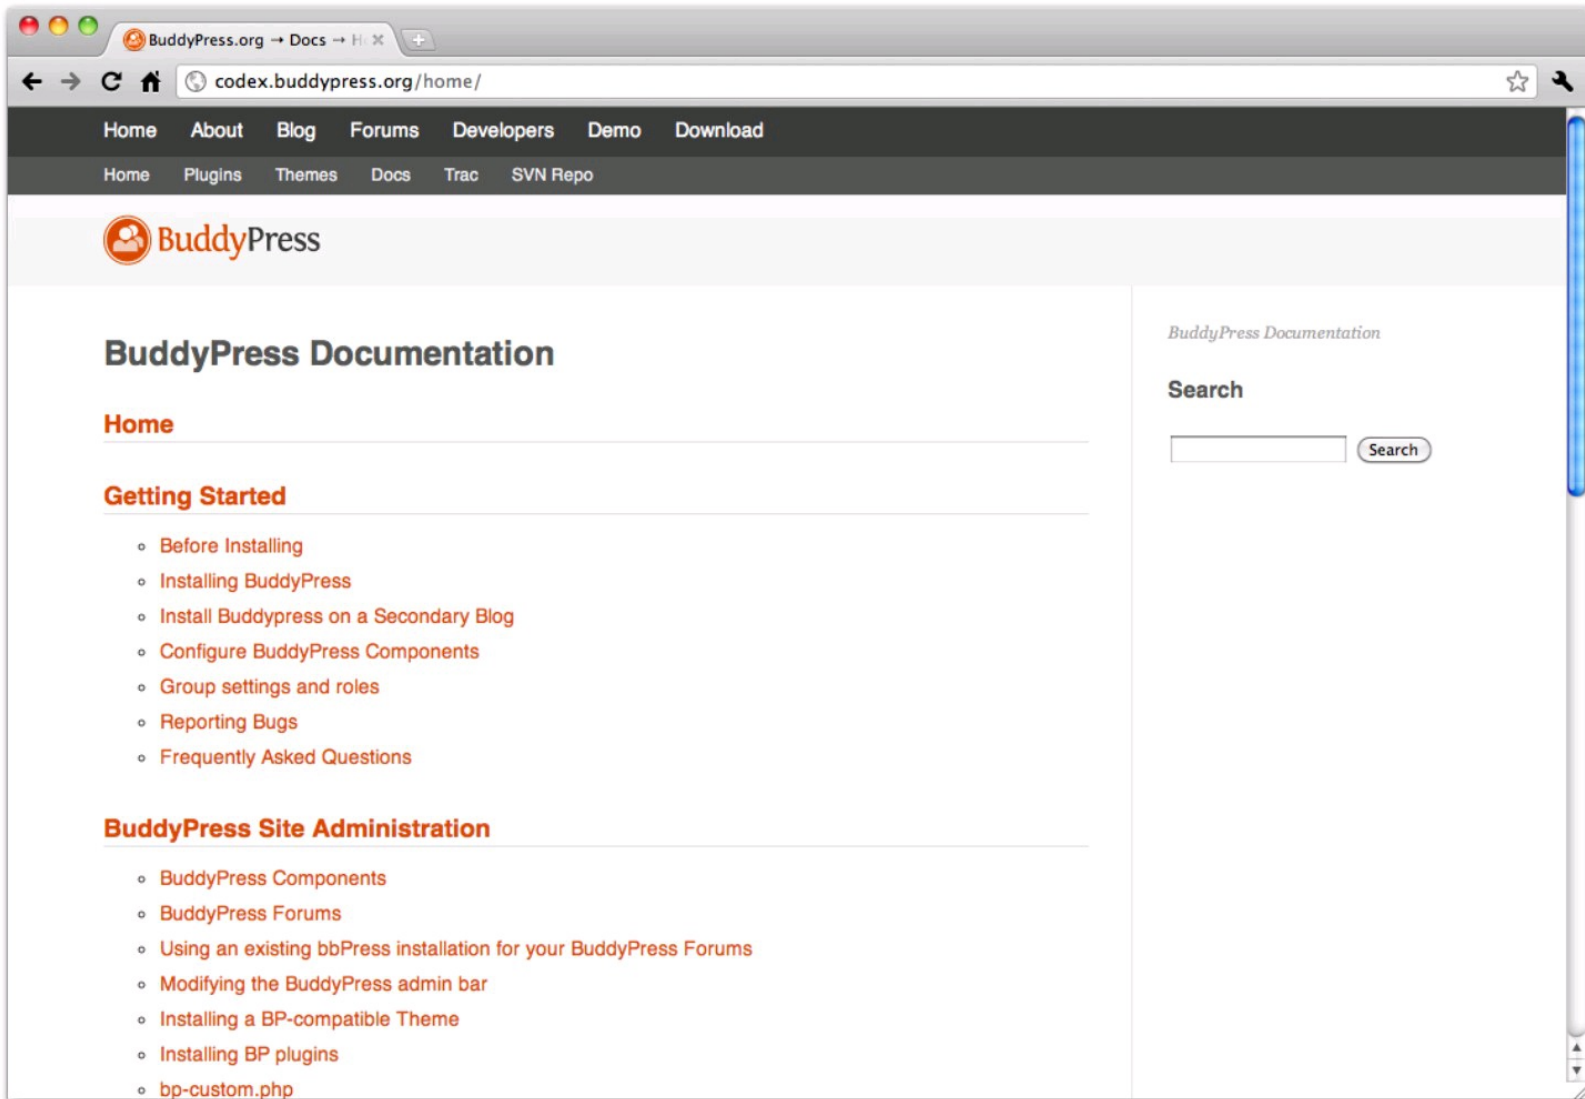 BuddyPress.org → Docs → H
codex.buddypress.org/home/
Home About Blog Forums Developers Demo Download
Home Plugins Themes Docs Trac SVN Repo
BuddyPress
BuddyPress Documentation
Home
Getting Started
Before Installing
Installing BuddyPress
Install Buddypress on a Secondary Blog
Configure BuddyPress Components
Group settings and roles
Reporting Bugs
Frequently Asked Questions
BuddyPress Site Administration
BuddyPress Components
BuddyPress Forums
Using an existing bbPress installation for your BuddyPress Forums
Modifying the BuddyPress admin bar
Installing a BP-compatible Theme
Installing BP plugins
bp-custom.php
BuddyPress Documentation
Search
Search